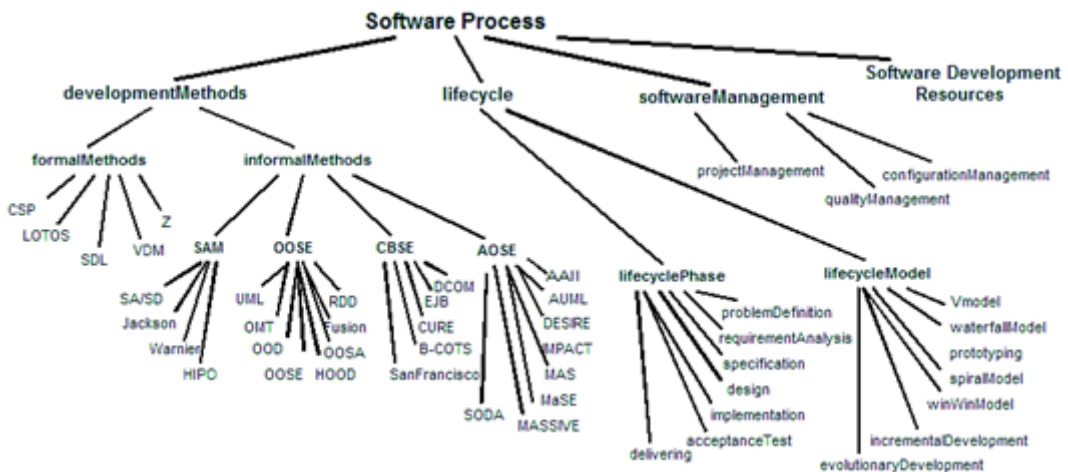 Software Process
Software Development
Resources
developmentMethods
lifecycle
softwareManagement
formalMethods
informalMethods
projectManagement
configurationManagement
qualityManagement
CSP
LOTOS
SDL
VDM
Z
SAM
OOSE
CBSE
AOSE
lifecyclePhase
lifecycleModel
SA/SD
Jackson
Warnier
HIPO
UML
OMT
OOD
OOSE
HOOD
OOSA
Fusion
RDD
DCOM
EJB
CURE
B-COTS
SanFrancisco
AAII
AUML
DESIRE
MPACT
MAS
MaSE
MASSIVE
SODA
problemDefinition
requirementAnalysis
specification
design
implementation
acceptanceTest
delivering
Vmodel
waterfallModel
prototyping
spiralModel
winWinModel
incrementalDevelopment
evolutionaryDevelopment